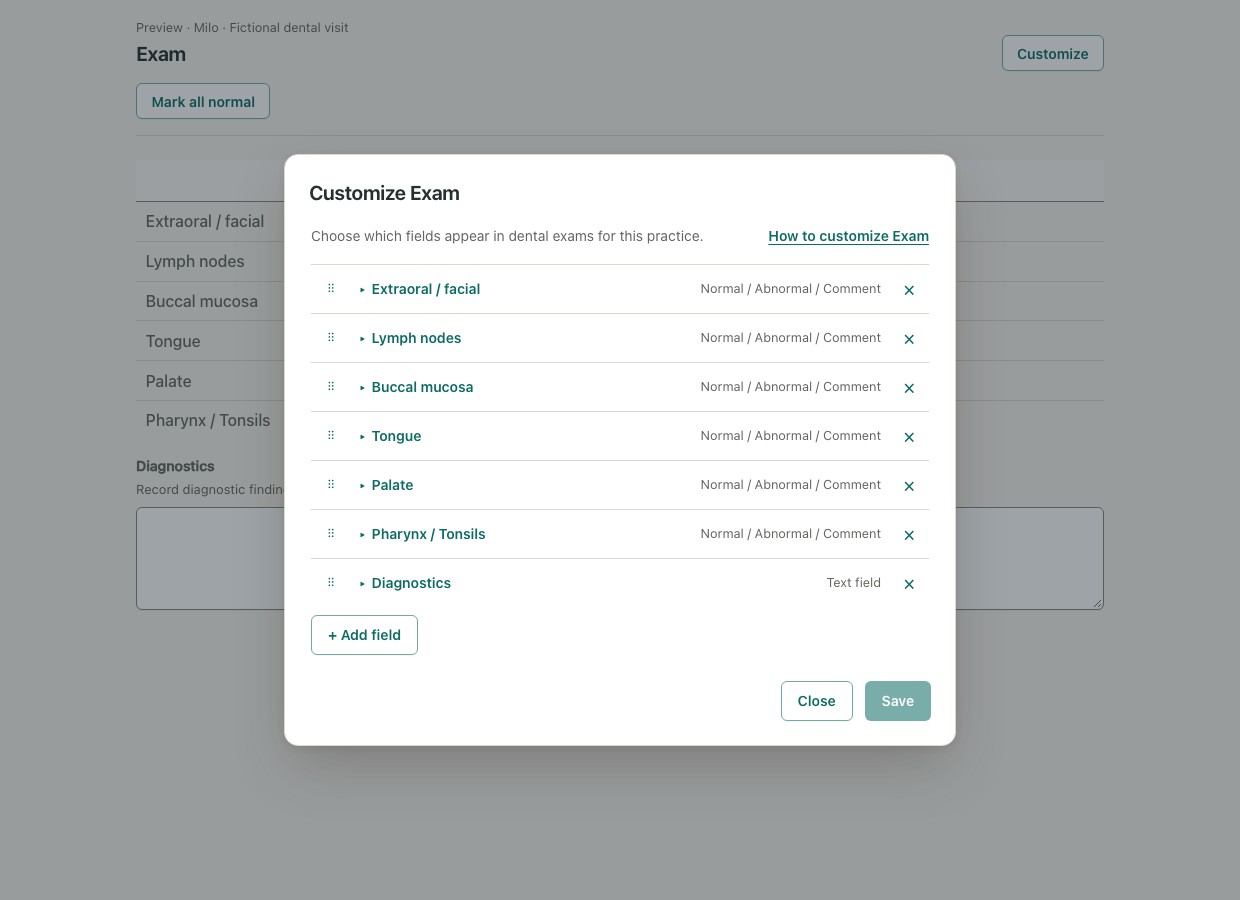 Preview · Milo · Fictional dental visit
Exam
Customize
Mark all normal
Customize Exam
Choose which fields appear in dental exams for this practice.
How to customize Exam
Extraoral / facial
Normal / Abnormal / Comment
Lymph nodes
Normal / Abnormal / Comment
Buccal mucosa
Normal / Abnormal / Comment
Tongue
Normal / Abnormal / Comment
Palate
Normal / Abnormal / Comment
Pharynx / Tonsils
Normal / Abnormal / Comment
Diagnostics
Text field
+ Add field
Close
Save
Extraoral / facial
Lymph nodes
Buccal mucosa
Tongue
Palate
Pharynx / Tonsils
Diagnostics
Record diagnostic